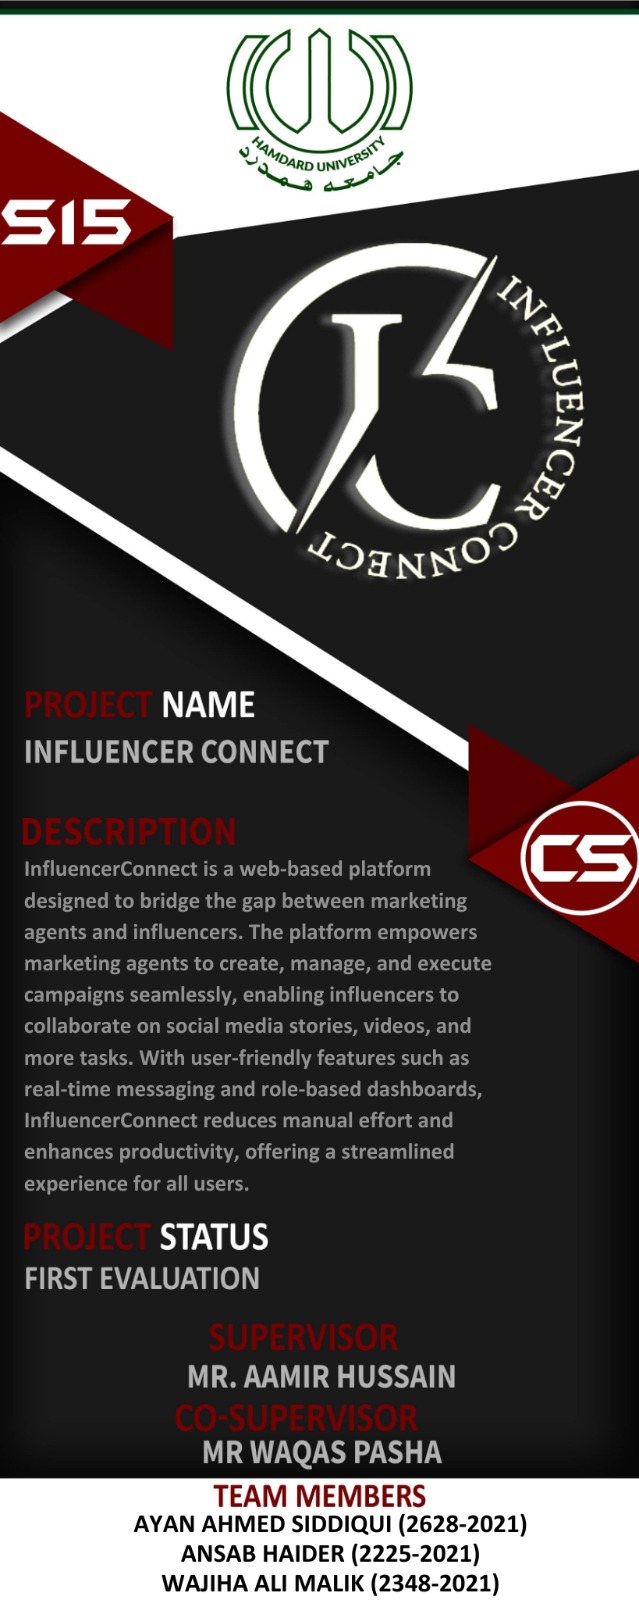 HAMDARD UNIVERSITY
جامعه همدرد
S15
INFLUENCER CONNECT
PROJECT NAME
INFLUENCER CONNECT
CS
DESCRIPTION
InfluencerConnect is a web-based platform
designed to bridge the gap between marketing
agents and influencers. The platform empowers
marketing agents to create, manage, and execute
campaigns seamlessly, enabling influencers to
collaborate on social media stories, videos, and
more tasks. With user-friendly features such as
real-time messaging and role-based dashboards,
InfluencerConnect reduces manual effort and
enhances productivity, offering a streamlined
experience for all users.
PROJECT STATUS
FIRST EVALUATION
SUPERVISOR
MR. AAMIR HUSSAIN
CO-SUPERVISOR
MR WAQAS PASHA
TEAM MEMBERS
AYAN AHMED SIDDIQUI (2628-2021)
ANSAB HAIDER (2225-2021)
WAJIHA ALI MALIK (2348-2021)